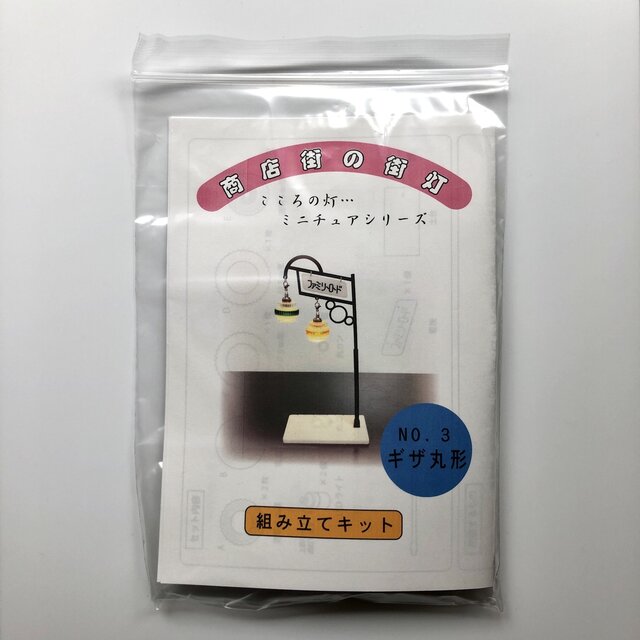 商店街の街灯
こころの灯…
ミニチュアシリーズ
ファミリーロード
NO. 3
ギザ丸形
組み立てキット